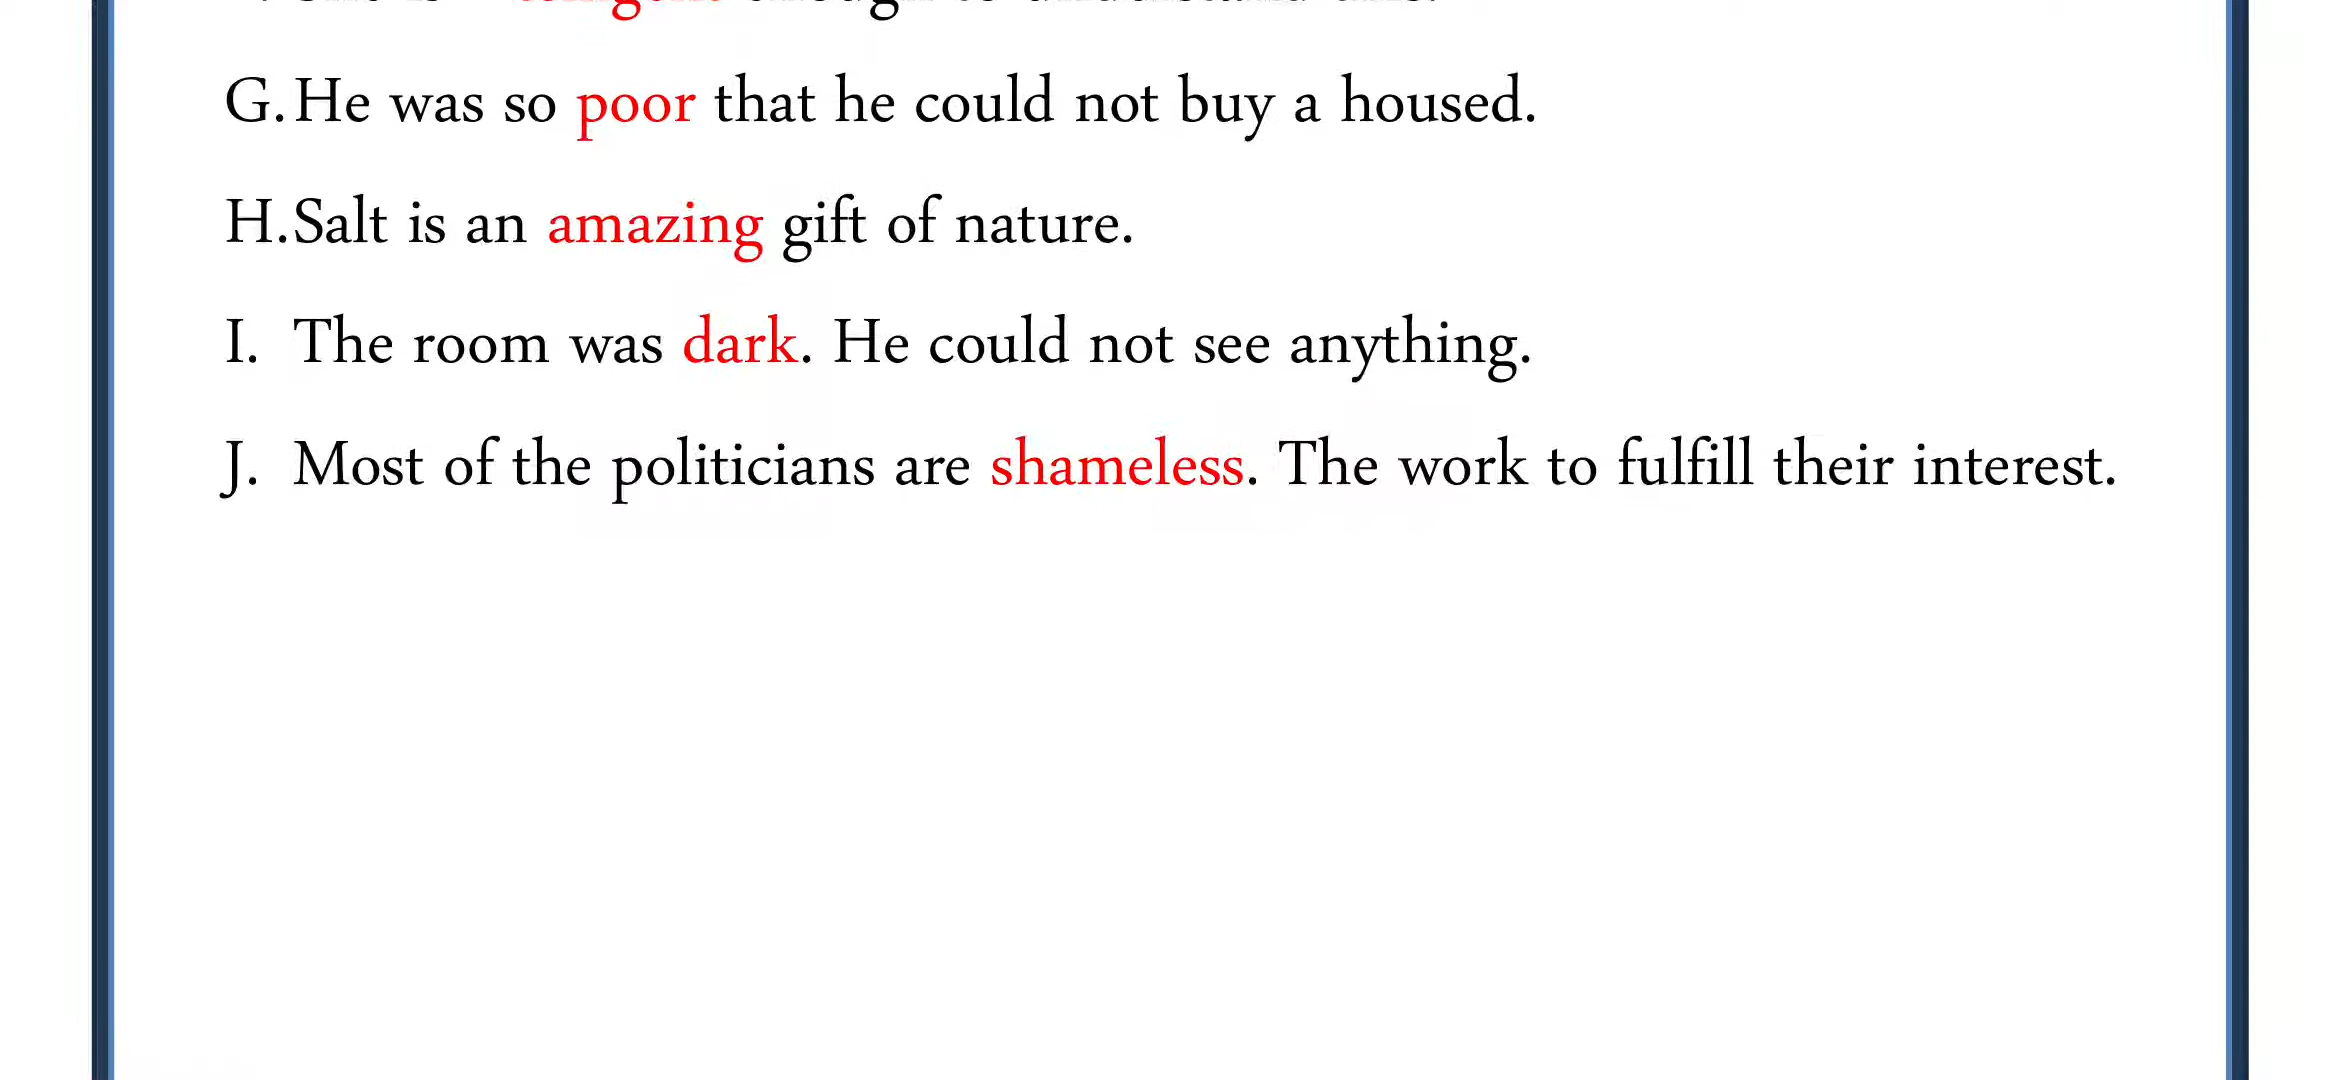 enough to
G. He was so poor that he could not buy a housed.
H. Salt is an amazing gift of nature.
I. The room was dark. He could not see anything.
J. Most of the politicians are shameless. The work to fulfill their interest.